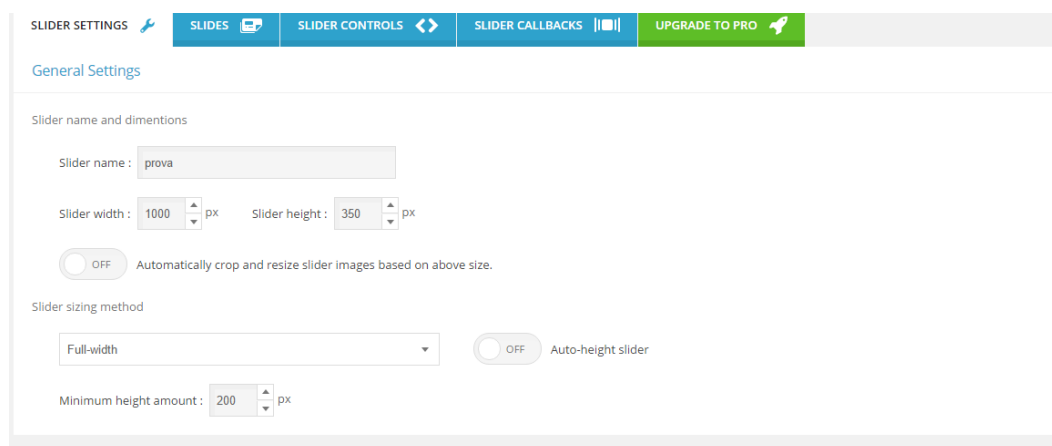 SLIDER SETTINGS SLIDES SLIDER CONTROLS SLIDER CALLBACKS UPGRADE TO PRO
General Settings
Slider name and dimentions
Slider name : prova
Slider width : 1000 px Slider height : 350 px
OFF Automatically crop and resize slider images based on above size.
Slider sizing method
Full-width OFF Auto-height slider
Minimum height amount : 200 px